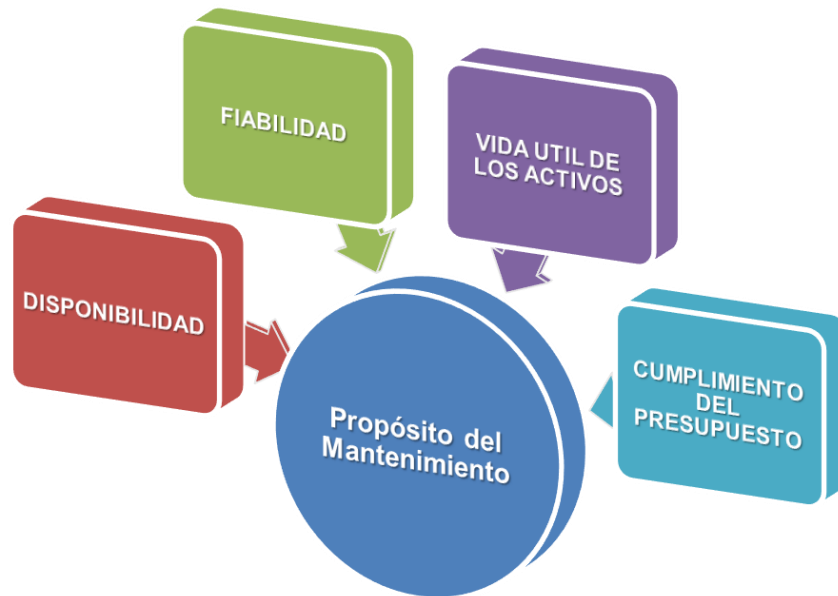 FIABILIDAD
VIDA UTIL DE
LOS ACTIVOS
DISPONIBILIDAD
CUMPLIMIENTO
DEL
PRESUPUESTO
Propósito del
Mantenimiento